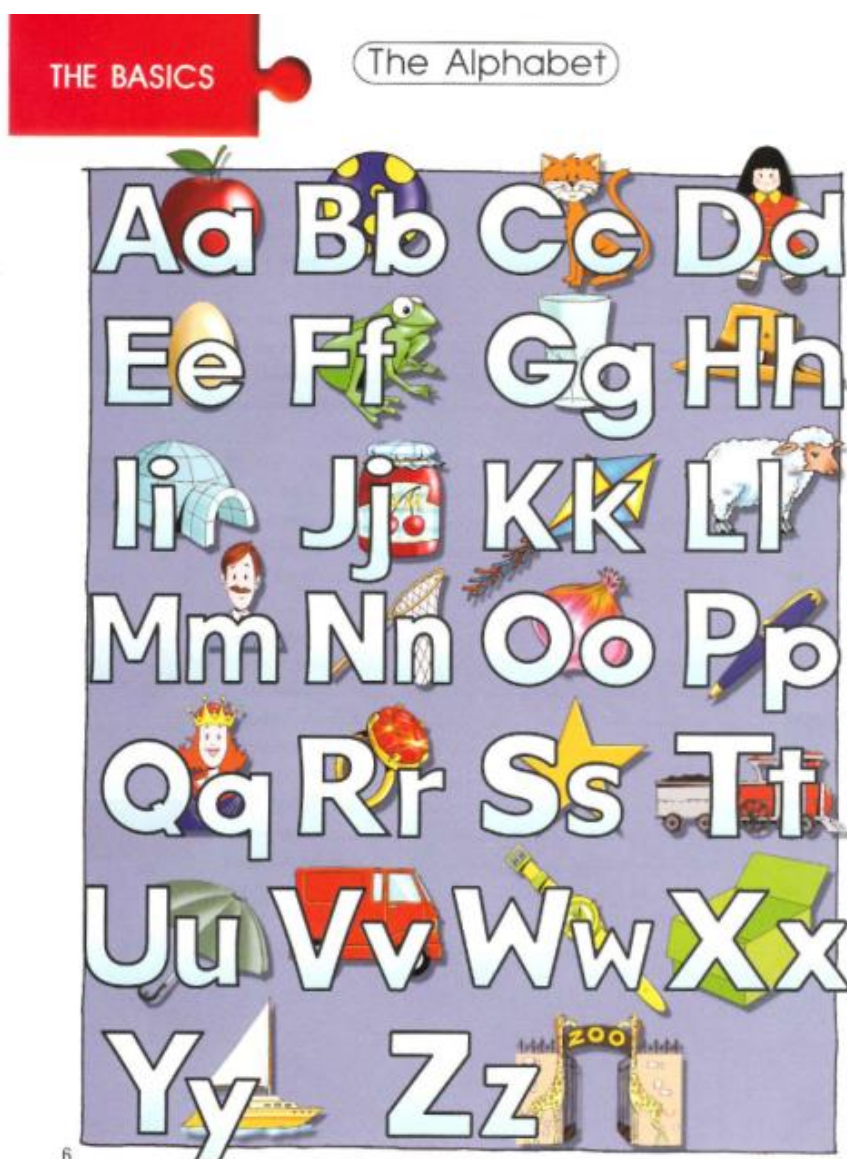 THE BASICS
The Alphabet
Aa Bb Cc Dd
Ee Ff Gg Hh
Ii Jj Kk Ll
Mm Nn Oo Pp
Qq Rr Ss Tt
Uu Vv Ww Xx
Yy Zz ZOO
6